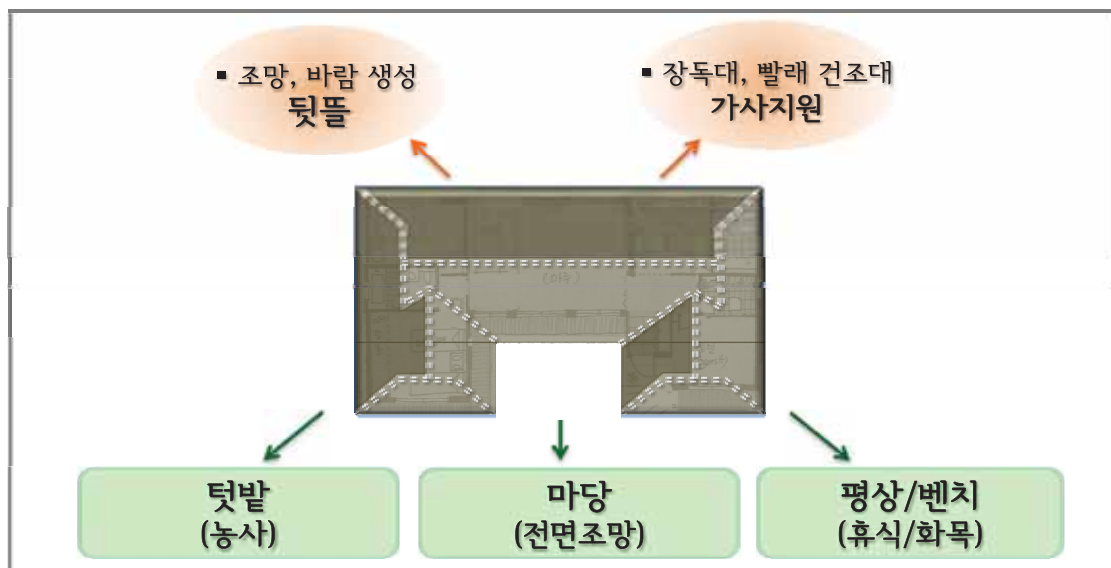 ▪ 조망, 바람 생성
뒷뜰
▪ 장독대, 빨래 건조대
가사지원
텃밭
(농사)
마당
(전면조망)
평상/벤치
(휴식/화목)